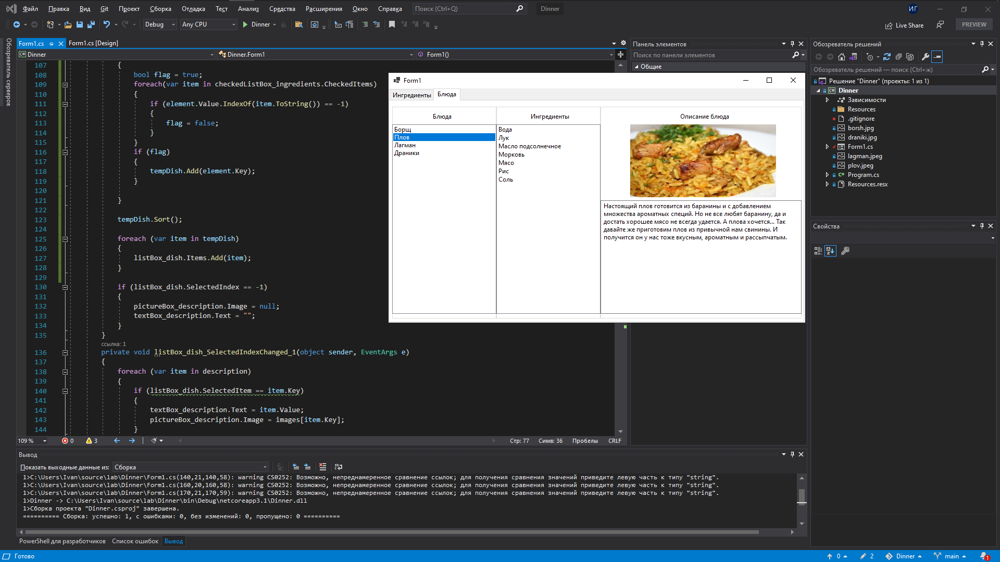 Файл Правка Вид Git Проект Сборка Отладка Тест Анализ Средства Расширения Окно Справка Поиск (Ctrl+Q) Dinner ИГ
Debug Any CPU Dinner Live Share PREVIEW
Обозреватель серверов
Form1.cs Form1.cs [Design]
Dinner Dinner.Form1 Form1()
107 {
108 bool flag = true;
109 foreach(var item in checkedListBox_ingredients.CheckedItems)
110 {
111 if (element.Value.IndexOf(item.ToString()) == -1)
112 {
113 flag = false;
114 }
115 }
116 if (flag)
117 {
118 tempDish.Add(element.Key);
119 }
120
121 }
122
123 tempDish.Sort();
124
125 foreach (var item in tempDish)
126 {
127 listBox_dish.Items.Add(item);
128 }
129
130 if (listBox_dish.SelectedIndex == -1)
131 {
132 pictureBox_description.Image = null;
133 textBox_description.Text = "";
134 }
135 }
ссылка: 1
136 private void listBox_dish_SelectedIndexChanged_1(object sender, EventArgs e)
137 {
138 foreach (var item in description)
139 {
140 if (listBox_dish.SelectedItem == item.Key)
141 {
142 textBox_description.Text = item.Value;
143 pictureBox_description.Image = images[item.Key];
144 }
109 % 0 3 Стр: 77 Симв: 36 Пробелы CRLF
Панель элементов
Поиск по панели элементов
Общие
Form1
Ингредиенты Блюда
Блюда
Борщ
Плов
Лагман
Драники
Ингредиенты
Вода
Лук
Масло подсолнечное
Морковь
Мясо
Рис
Соль
Описание блюда
Настоящий плов готовится из баранины и с добавлением
множества ароматных специй. Но не все любят баранину, да и
достать хорошее мясо не всегда удается. А плова хочется... Так
давайте же приготовим плов из привычной нам свинины. И
получится он у нас тоже вкусным, ароматным и рассыпчатым.
Обозреватель решений
Обозреватель решений — поиск (Ctrl+ж)
Решение "Dinner" (проекты: 1 из 1)
Dinner
Зависимости
Resources
.gitignore
borsh.jpg
draniki.jpg
Form1.cs
lagman.jpeg
plov.jpeg
Program.cs
Resources.resx
Свойства
Вывод
Показать выходные данные из: Сборка
1>C:\Users\Ivan\source\lab\Dinner\Form1.cs(140,21,140,58): warning CS0252: Возможно, непреднамеренное сравнение ссылок; для получения сравнения значений приведите левую часть к типу "string".
1>C:\Users\Ivan\source\lab\Dinner\Form1.cs(160,20,160,58): warning CS0252: Возможно, непреднамеренное сравнение ссылок; для получения сравнения значений приведите левую часть к типу "string".
1>C:\Users\Ivan\source\lab\Dinner\Form1.cs(170,21,170,59): warning CS0252: Возможно, непреднамеренное сравнение ссылок; для получения сравнения значений приведите левую часть к типу "string".
1>Dinner -> C:\Users\Ivan\source\lab\Dinner\bin\Debug\netcoreapp3.1\Dinner.dll
1>Сборка проекта "Dinner.csproj" завершена.
========== Сборка: успешно: 1, с ошибками: 0, без изменений: 0, пропущено: 0 ==========
PowerShell для разработчиков Список ошибок Вывод
Готово 0 2 Dinner main 1